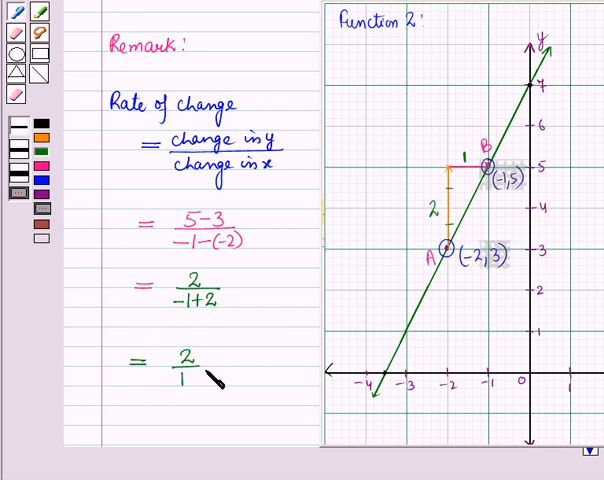 Remark:
Rate of change
= change in y
change in x
= 5-3
-1-(-2)
= 2
-1+2
= 2
1
Function 2:
y
7
6
1
B
5
(-1,5)
2
4
A
(-2,3)
3
2
1
-4 -3 -2 -1 0 1